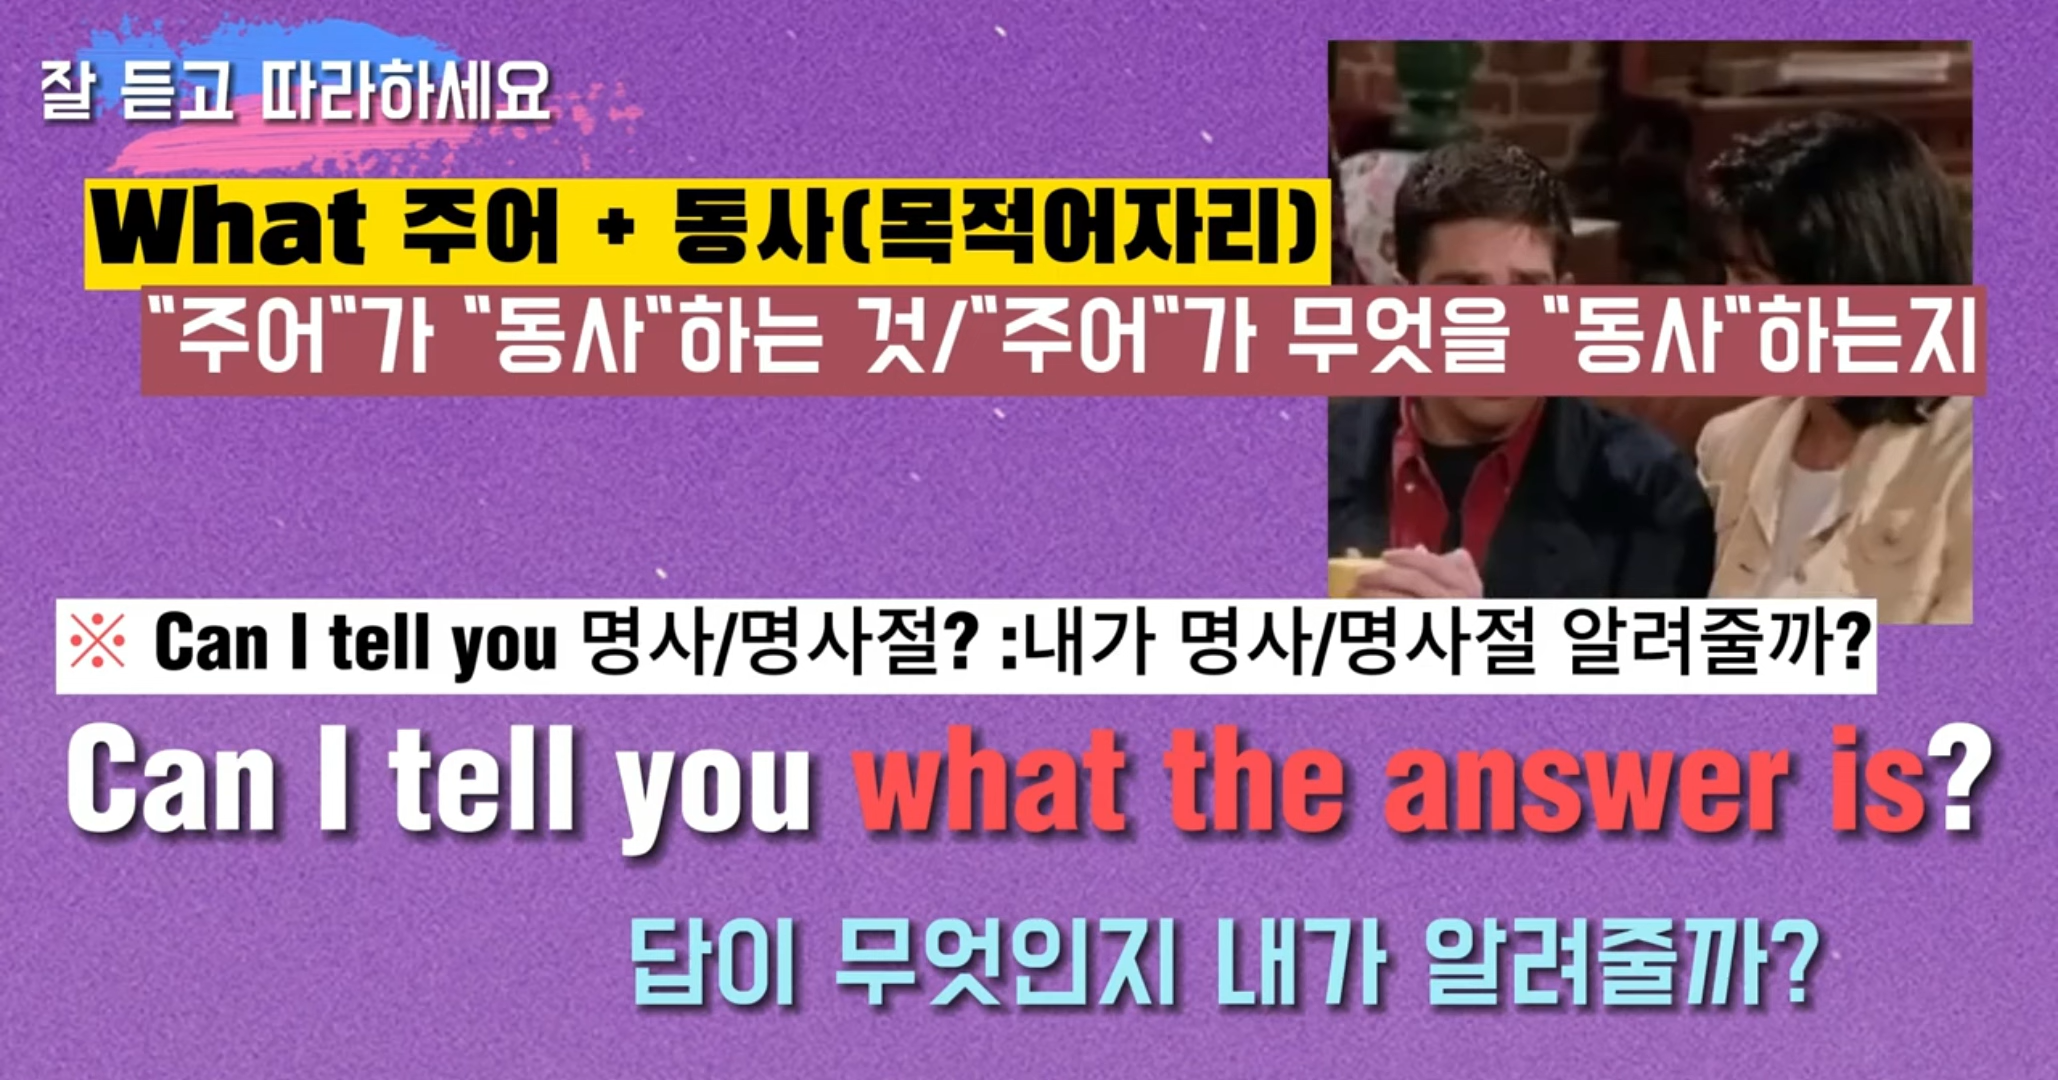 잘 듣고 따라하세요
What 주어 + 동사(목적어자리)
"주어"가 "동사"하는 것/"주어"가 무엇을 "동사"하는지
※ Can I tell you 명사/명사절? :내가 명사/명사절 알려줄까?
Can I tell you what the answer is?
답이 무엇인지 내가 알려줄까?